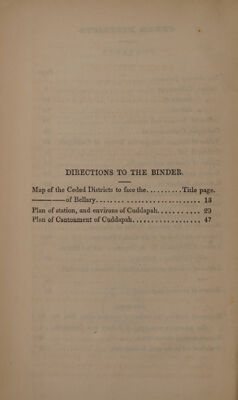 DIRECTIONS TO THE BINDER.
Map of the Ceded Districts to face the..........Title page.
————of Bellary............................ 13
Plan of station, and environs of Cuddapah........... 29
Plan of Cantonment of Cuddapah.................. 47